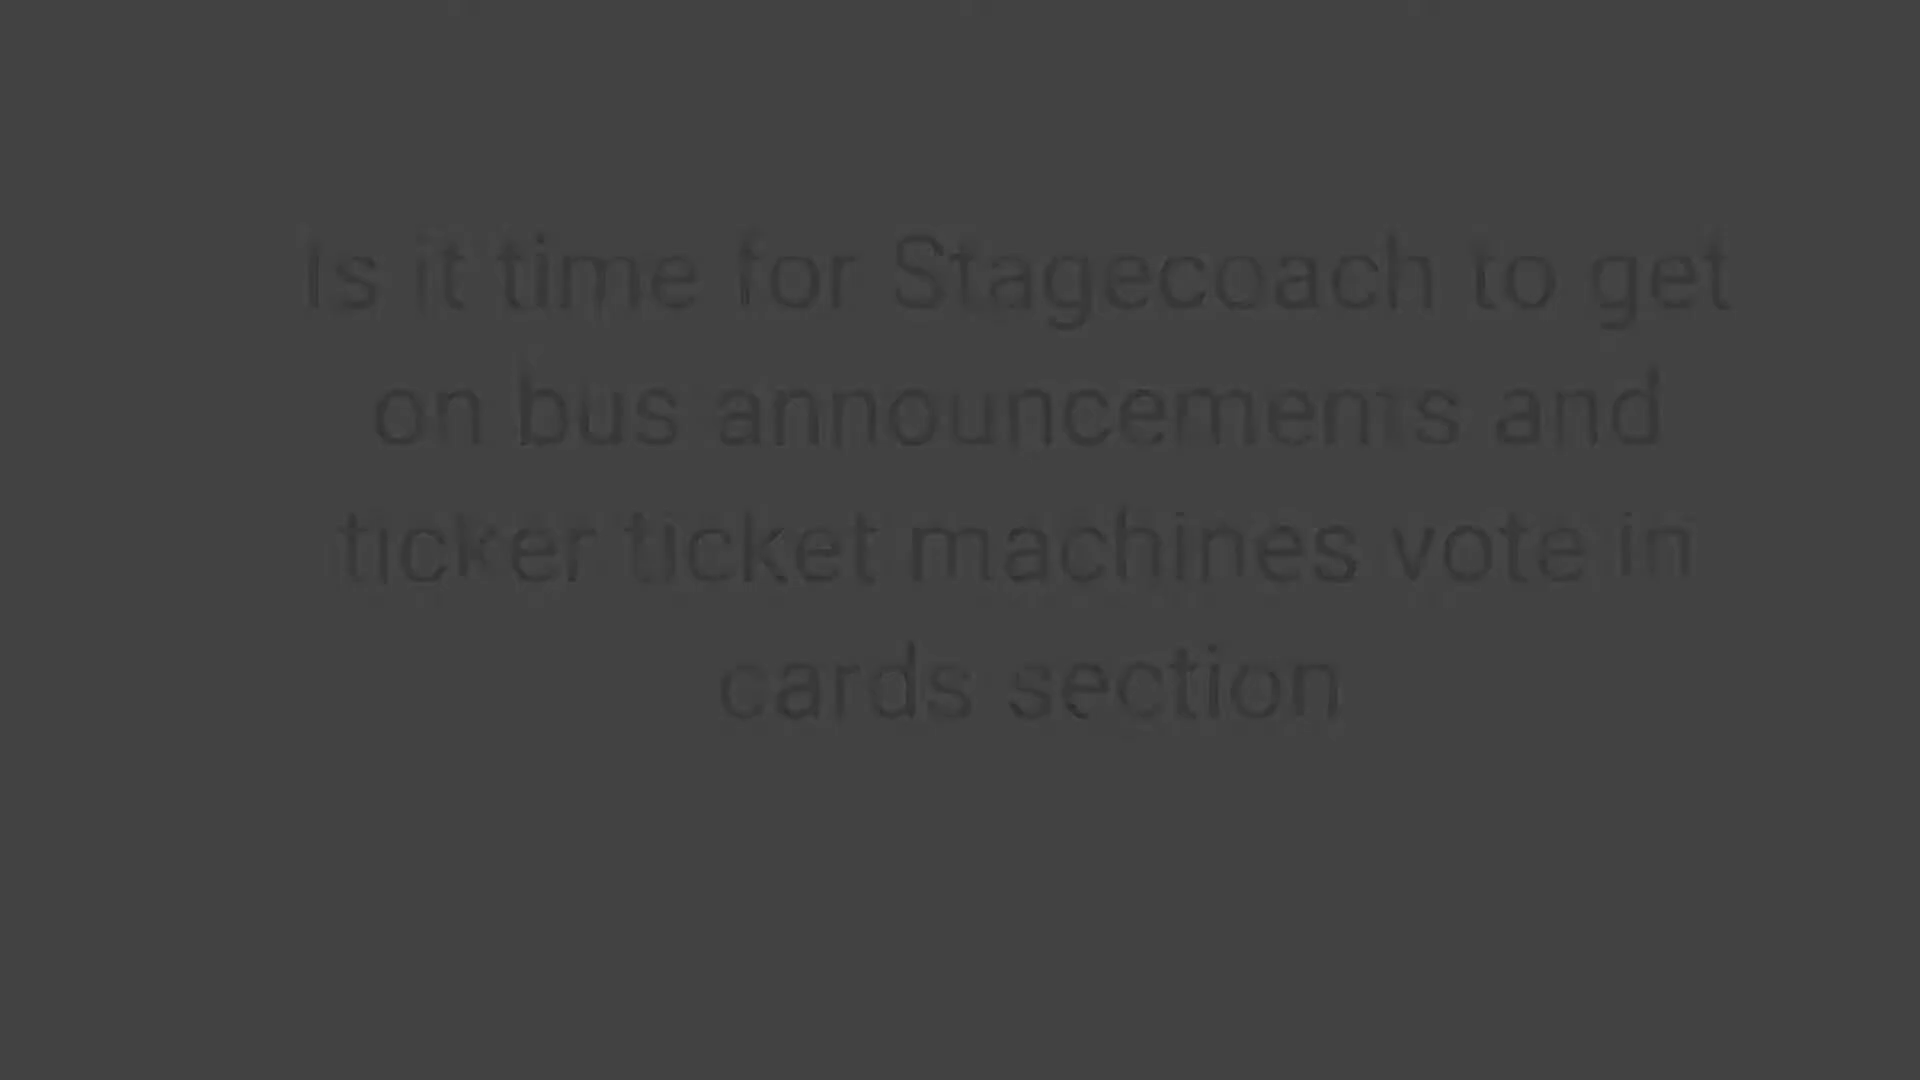 Is it time for Stagecoach to get
on bus announcements and
ticker ticket machines vote in
cards section